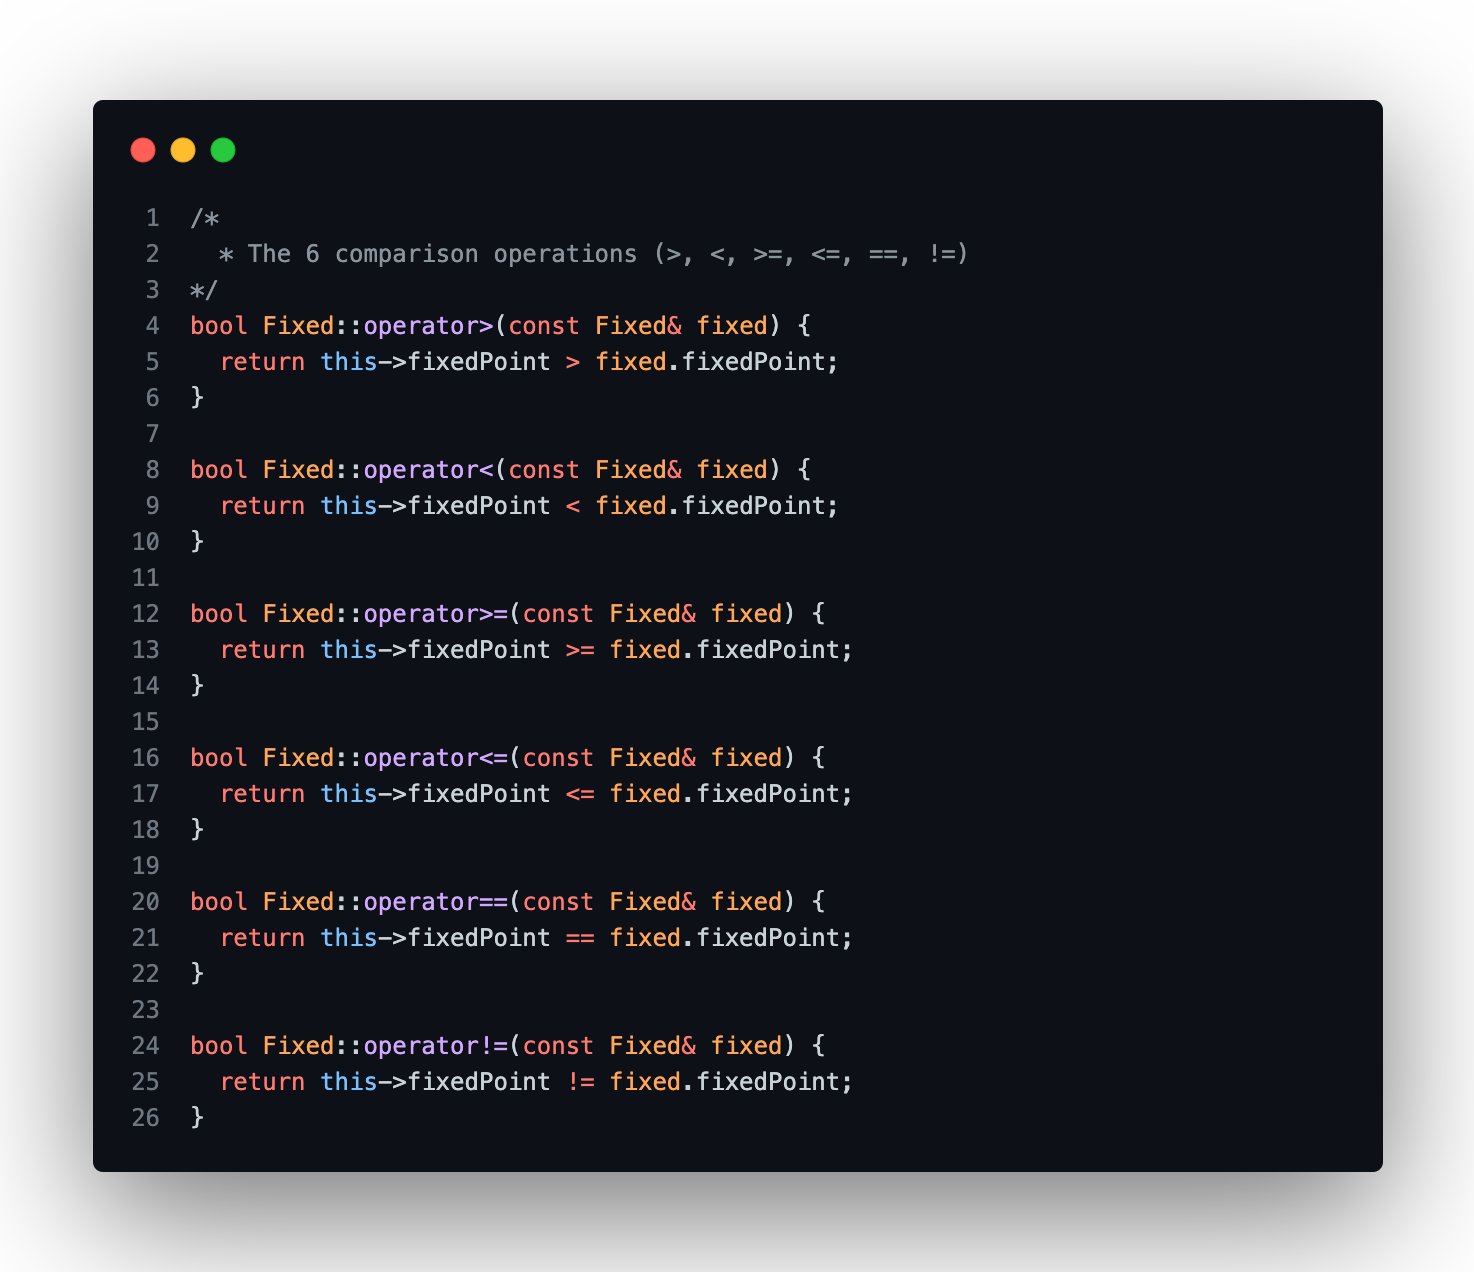 1 /*
2   * The 6 comparison operations (>, <, >=, <=, ==, !=)
3 */
4 bool Fixed::operator>(const Fixed& fixed) {
5   return this->fixedPoint > fixed.fixedPoint;
6 }
7
8 bool Fixed::operator<(const Fixed& fixed) {
9   return this->fixedPoint < fixed.fixedPoint;
10 }
11
12 bool Fixed::operator>=(const Fixed& fixed) {
13   return this->fixedPoint >= fixed.fixedPoint;
14 }
15
16 bool Fixed::operator<=(const Fixed& fixed) {
17   return this->fixedPoint <= fixed.fixedPoint;
18 }
19
20 bool Fixed::operator==(const Fixed& fixed) {
21   return this->fixedPoint == fixed.fixedPoint;
22 }
23
24 bool Fixed::operator!=(const Fixed& fixed) {
25   return this->fixedPoint != fixed.fixedPoint;
26 }